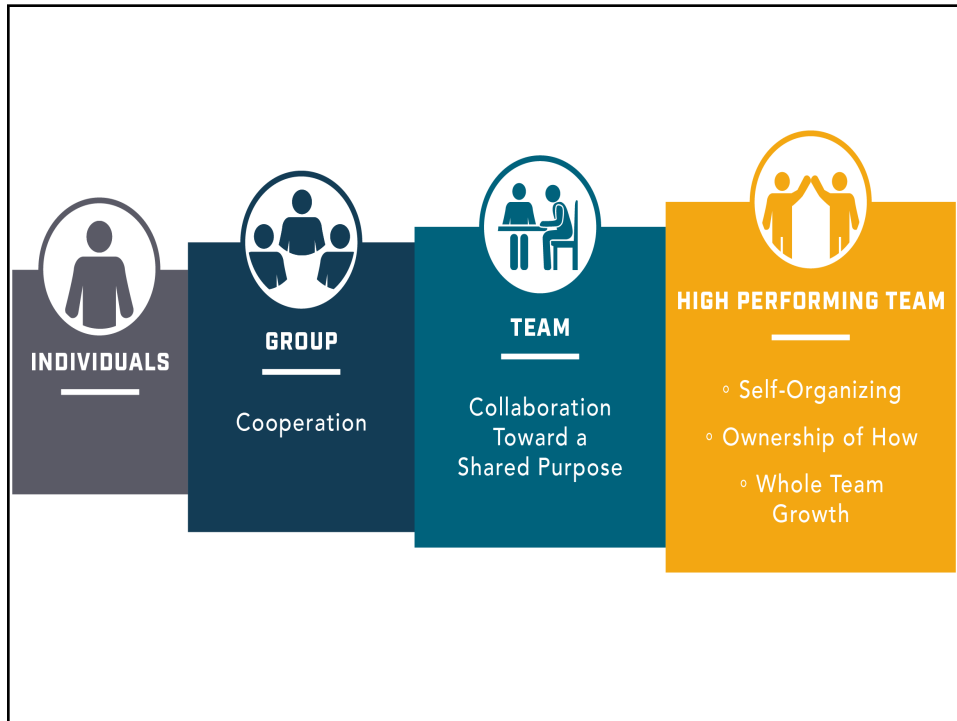 INDIVIDUALS
GROUP
Cooperation
TEAM
Collaboration
Toward a
Shared Purpose
HIGH PERFORMING TEAM
◦ Self-Organizing
◦ Ownership of How
◦ Whole Team
Growth